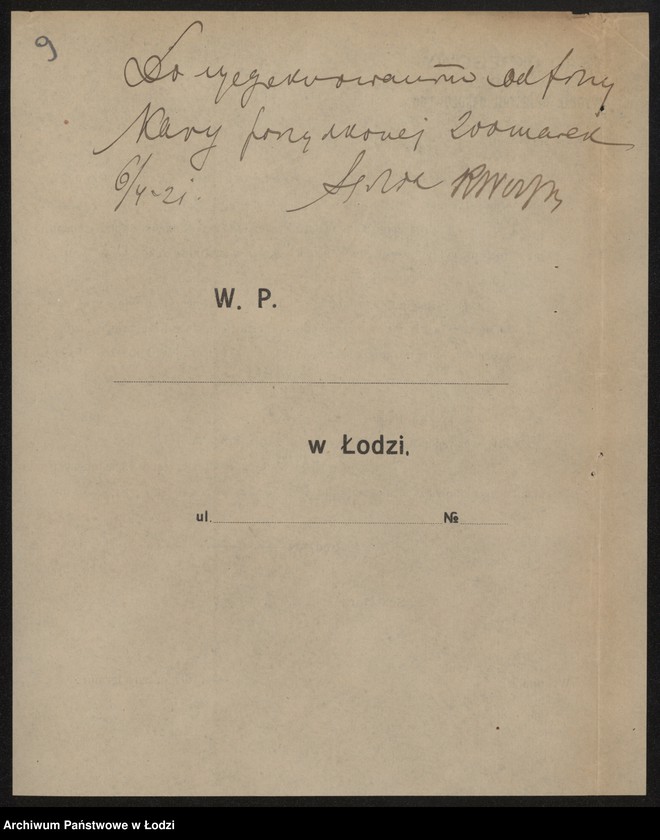 9
Do wyegzekwowania od firmy
Kary porządkowej 200 marek
6/4-21.
W. P.
w Łodzi,
ul. №
Archiwum Państwowe w Łodzi